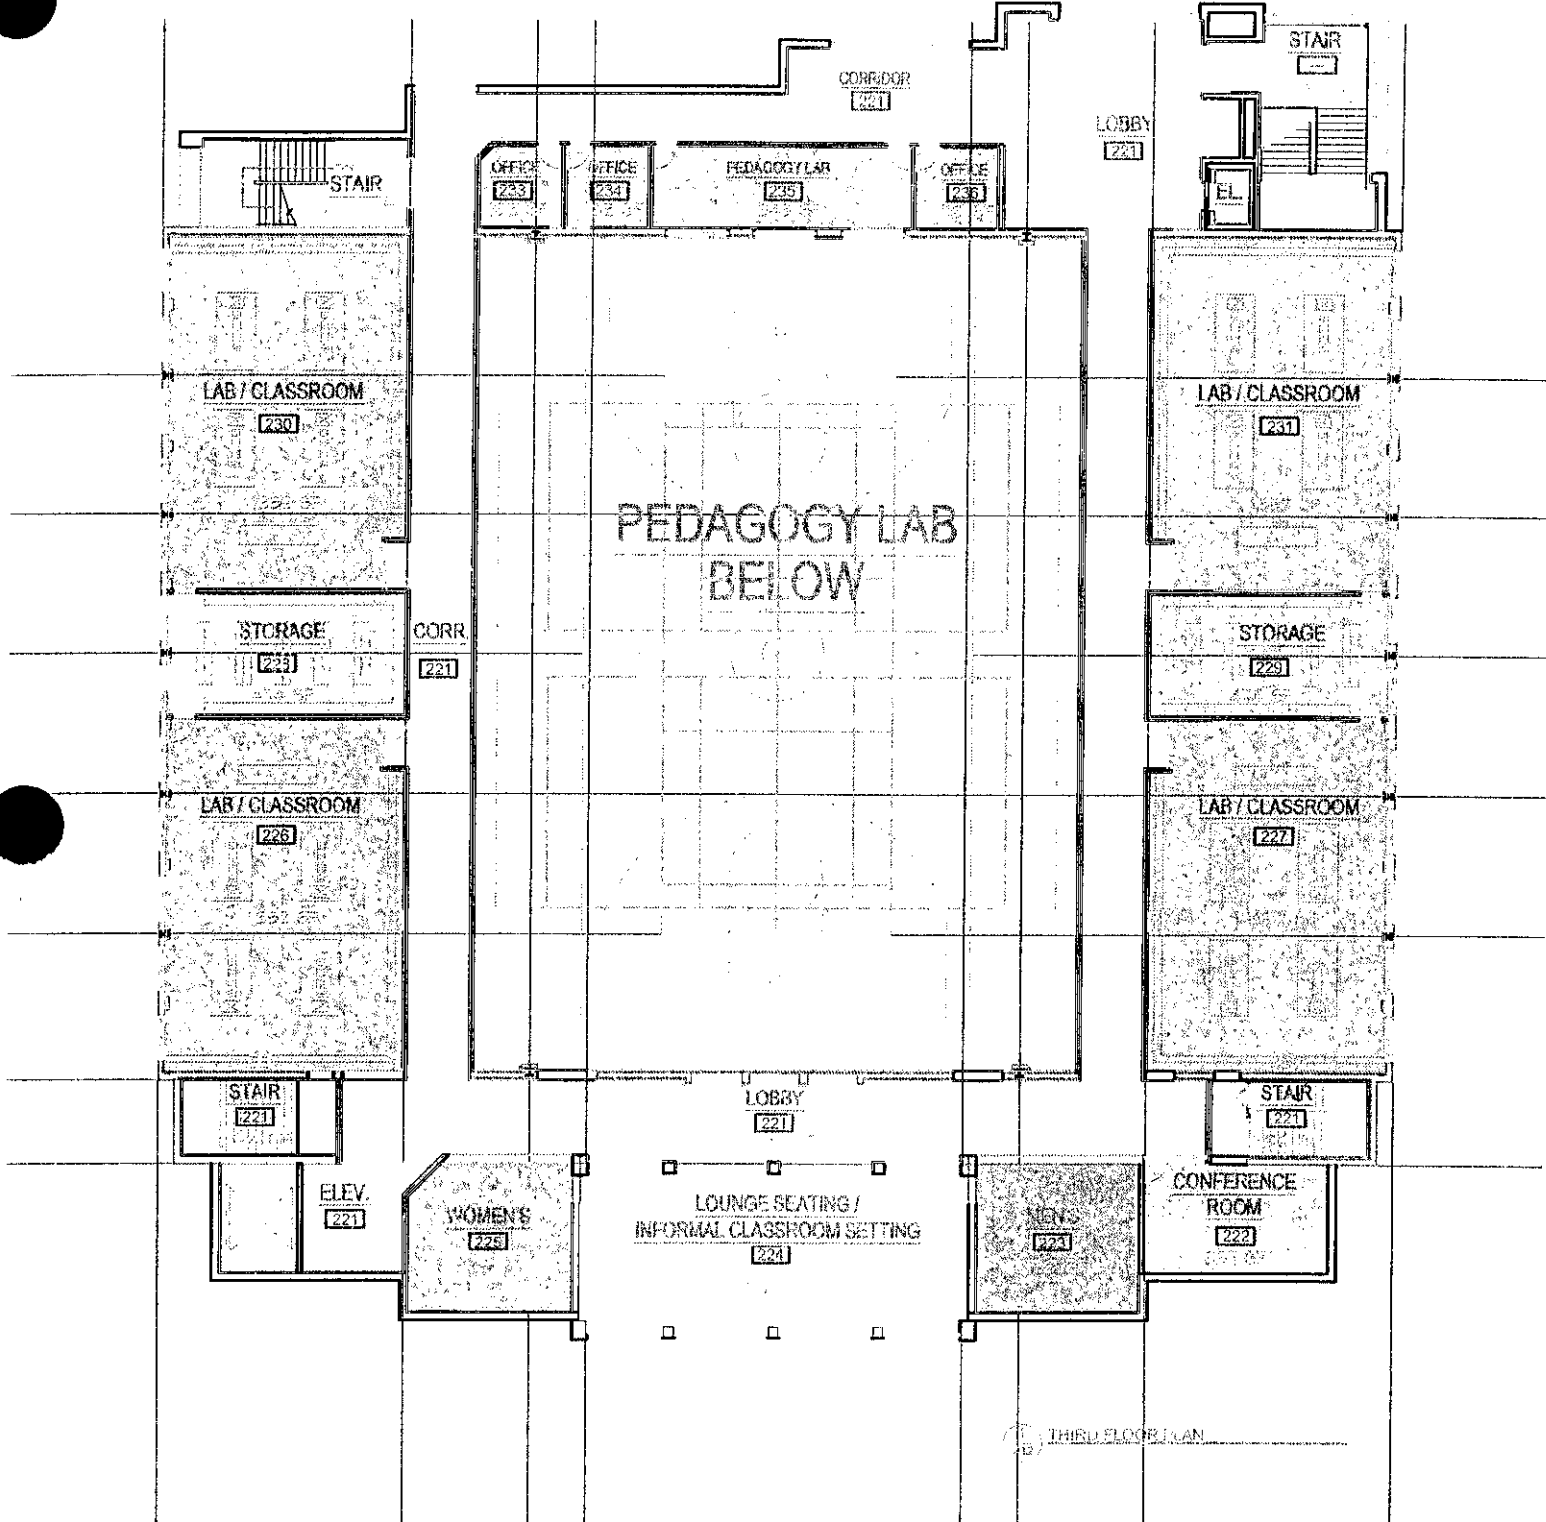 STAIR
CORRIDOR
221
LOBBY
221
STAIR
OFFICE
233
OFFICE
234
PEDAGOGY LAB
235
OFFICE
236
EL.
LAB / CLASSROOM
230
LAB / CLASSROOM
231
PEDAGOGY LAB
BELOW
STORAGE
228
CORR.
221
STORAGE
229
LAB / CLASSROOM
226
LAB / CLASSROOM
227
STAIR
221
LOBBY
221
STAIR
221
ELEV.
221
WOMEN'S
225
LOUNGE SEATING /
INFORMAL CLASSROOM SETTING
224
MEN'S
223
CONFERENCE
ROOM
222
THIRD FLOOR PLAN